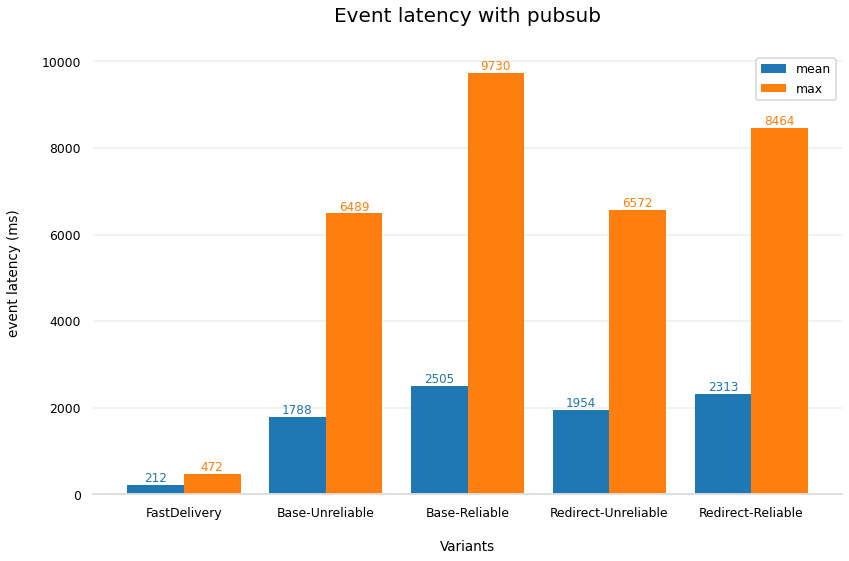 Event latency with pubsub
10000
8000
6000
4000
2000
0
event latency (ms)
mean
max
212
472
1788
6489
2505
9730
1954
6572
2313
8464
FastDelivery
Base-Unreliable
Base-Reliable
Redirect-Unreliable
Redirect-Reliable
Variants